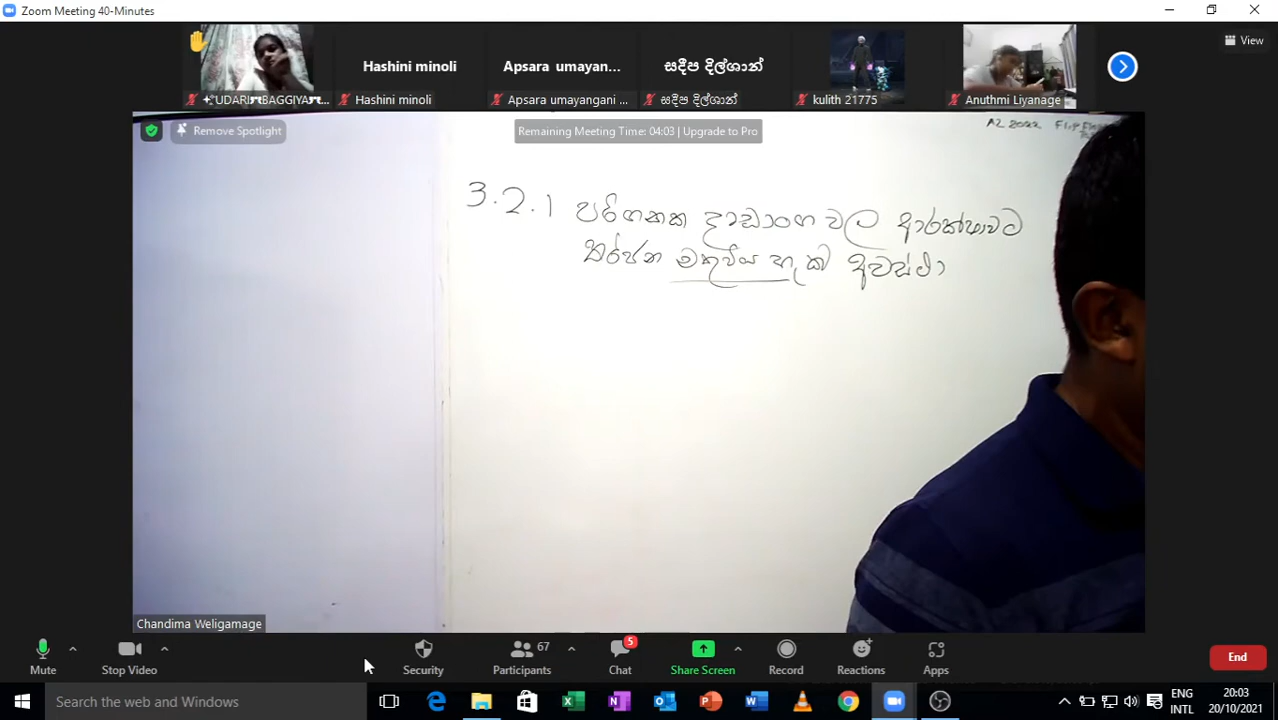 Zoom Meeting 40-Minutes
View
Hashini minoli
Apsara umayan...
සදීප දිල්ශාන්
Hashini minoli
Apsara umayangani ...
සදීප දිල්ශාන්
kulith 21775
Anuthmi Liyanage
Remove Spotlight
Remaining Meeting Time: 04:03 | Upgrade to Pro
AL 2022
3.2.1 පරිගනක දෘඩාංග වල ආරක්ෂාවට
තර්ජන මතුවිය හැකි අවස්ථා
Chandima Weligamage
Mute
Stop Video
Security
Participants
67
Chat
5
Share Screen
Record
Reactions
Apps
End
Search the web and Windows
ENG
INTL
20:03
20/10/2021